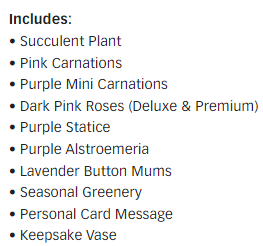 Includes:
• Succulent Plant
• Pink Carnations
• Purple Mini Carnations
• Dark Pink Roses (Deluxe & Premium)
• Purple Statice
• Purple Alstroemeria
• Lavender Button Mums
• Seasonal Greenery
• Personal Card Message
• Keepsake Vase